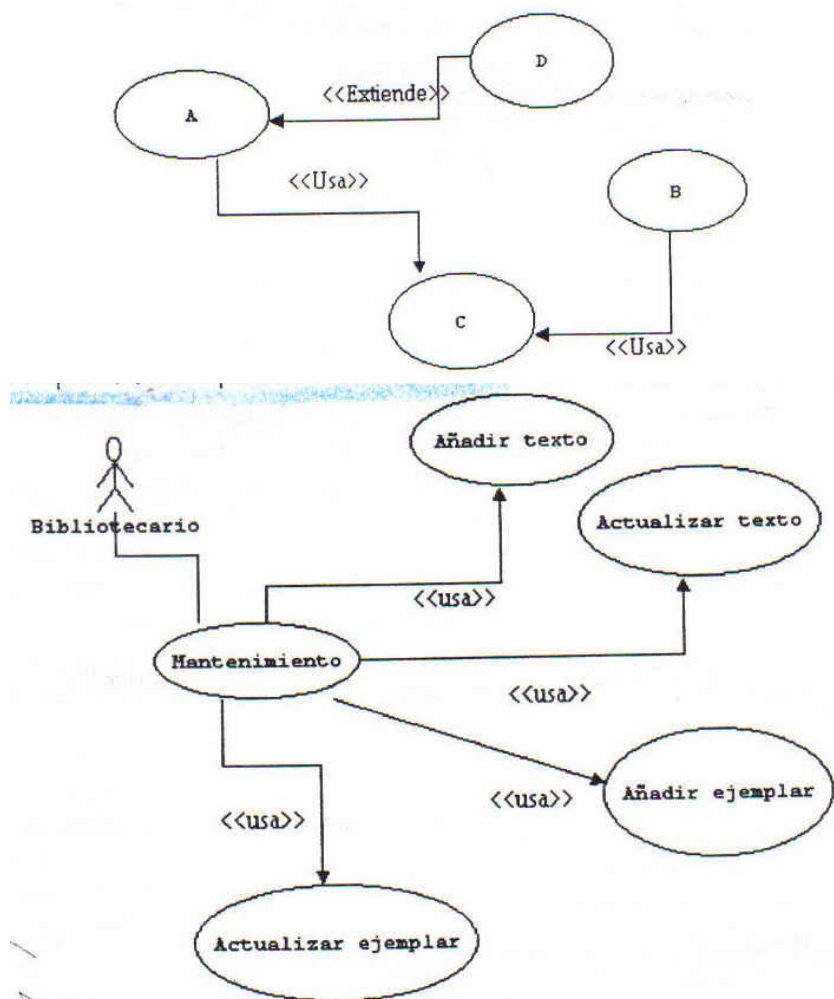 D
<<Extiende>>
A
<<Usa>>
B
C
<<Usa>>
Añadir texto
Bibliotecario
Actualizar texto
<<usa>>
Mantenimiento
<<usa>>
<<usa>>
Añadir ejemplar
<<usa>>
Actualizar ejemplar